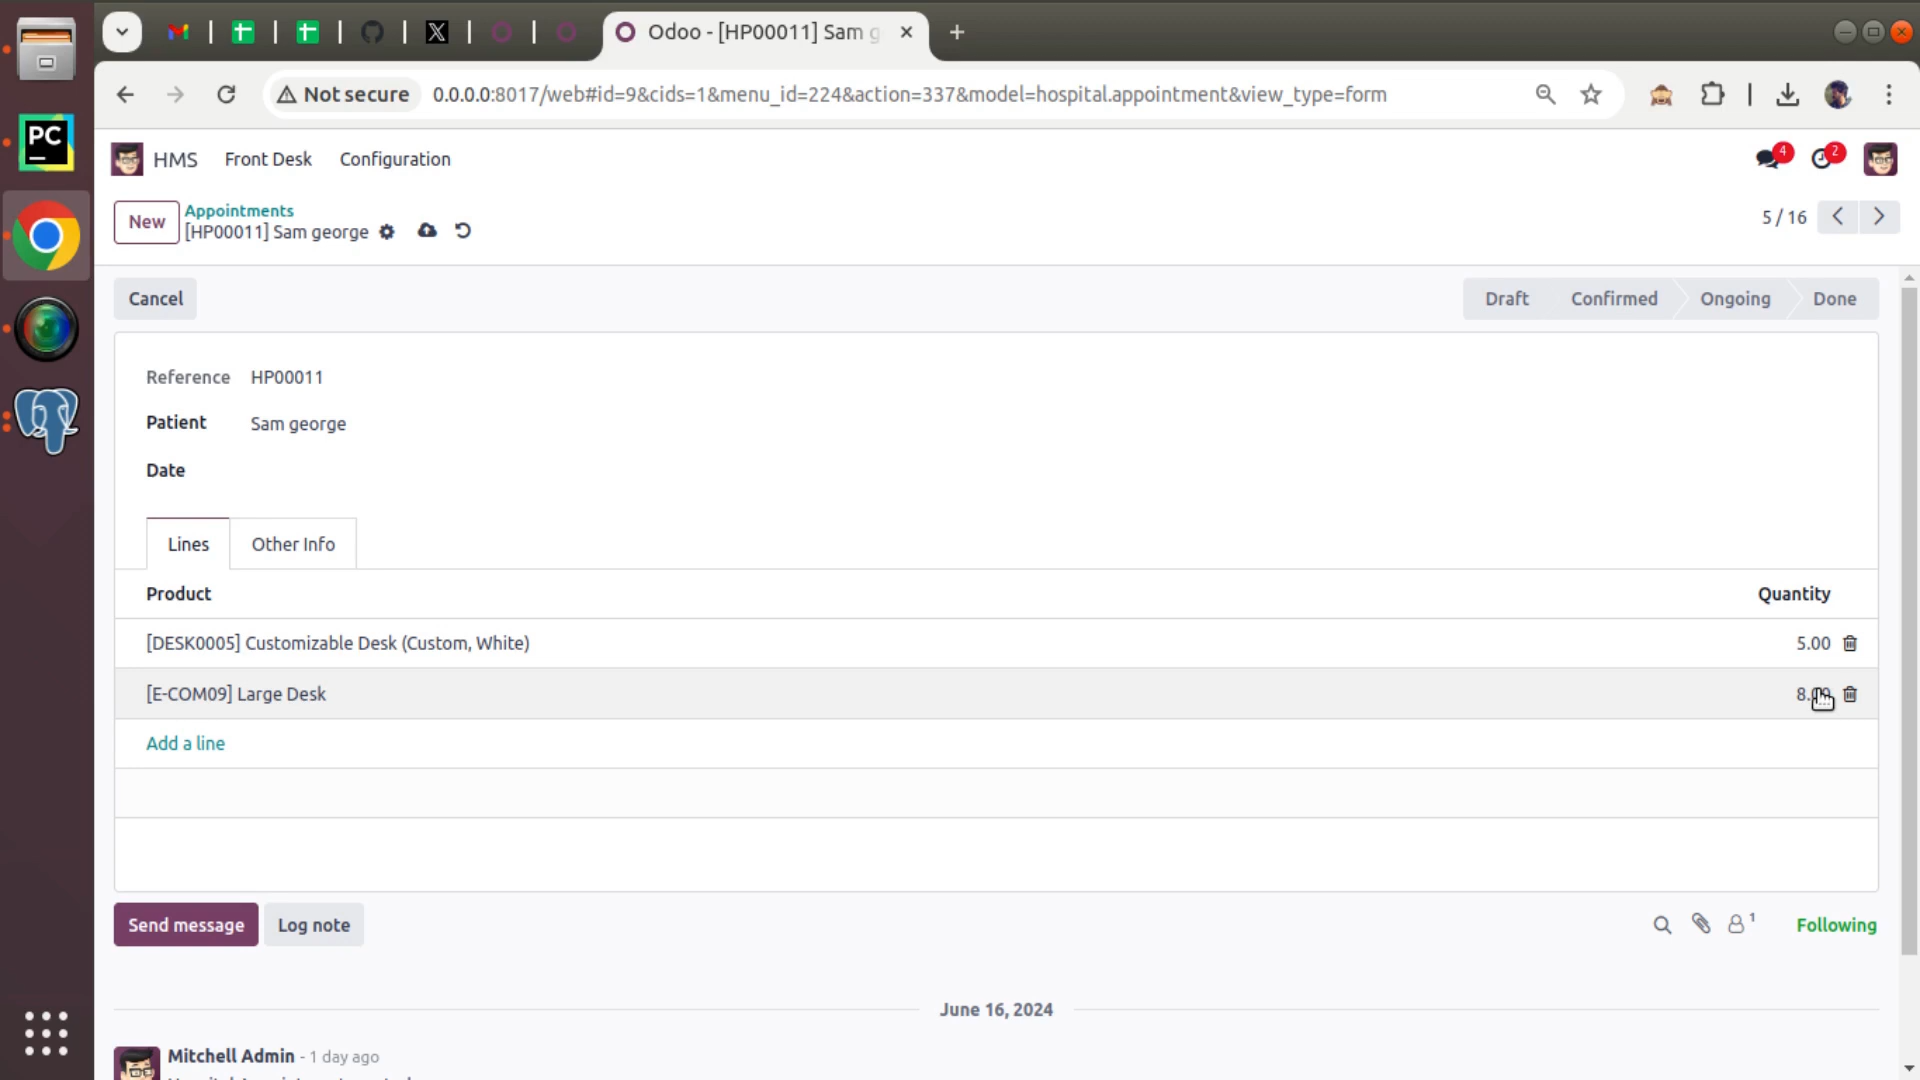 Odoo - [HP00011] Sam g
Not secure
0.0.0.0:8017/web#id=9&cids=1&menu_id=224&action=337&model=hospital.appointment&view_type=form
PC
HMS
Front Desk
Configuration
4
2
New
Appointments
[HP00011] Sam george
5 / 16
Cancel
Draft
Confirmed
Ongoing
Done
Reference
HP00011
Patient
Sam george
Date
Lines
Other Info
Product
Quantity
[DESK0005] Customizable Desk (Custom, White)
5.00
[E-COM09] Large Desk
Add a line
Send message
Log note
1
Following
June 16, 2024
Mitchell Admin - 1 day ago